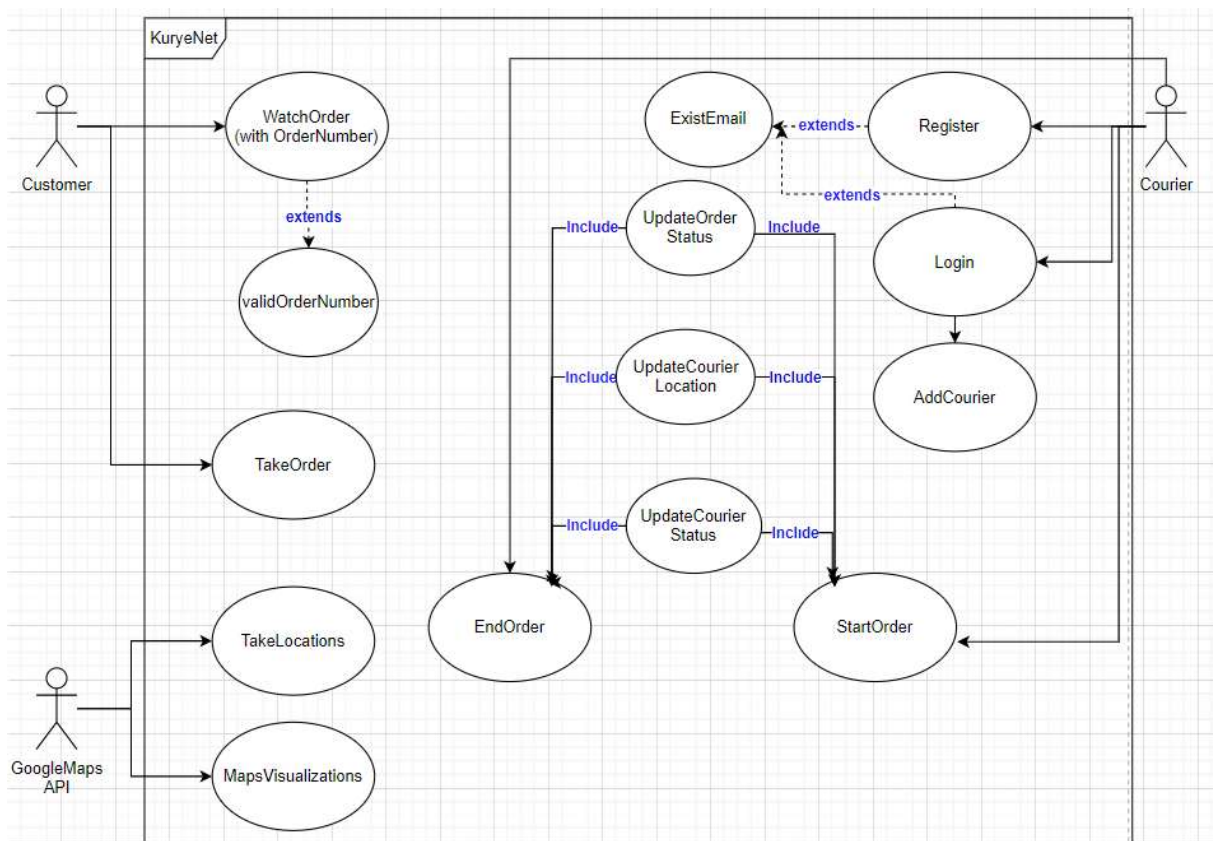 KuryeNet
WatchOrder
(with OrderNumber)
Customer
extends
validOrderNumber
TakeOrder
TakeLocations
GoogleMaps
API
MapsVisualizations
ExistEmail
extends
Register
Courier
extends
UpdateOrder
Status
Include
Include
Login
UpdateCourier
Location
Include
Include
AddCourier
UpdateCourier
Status
Include
Include
EndOrder
StartOrder